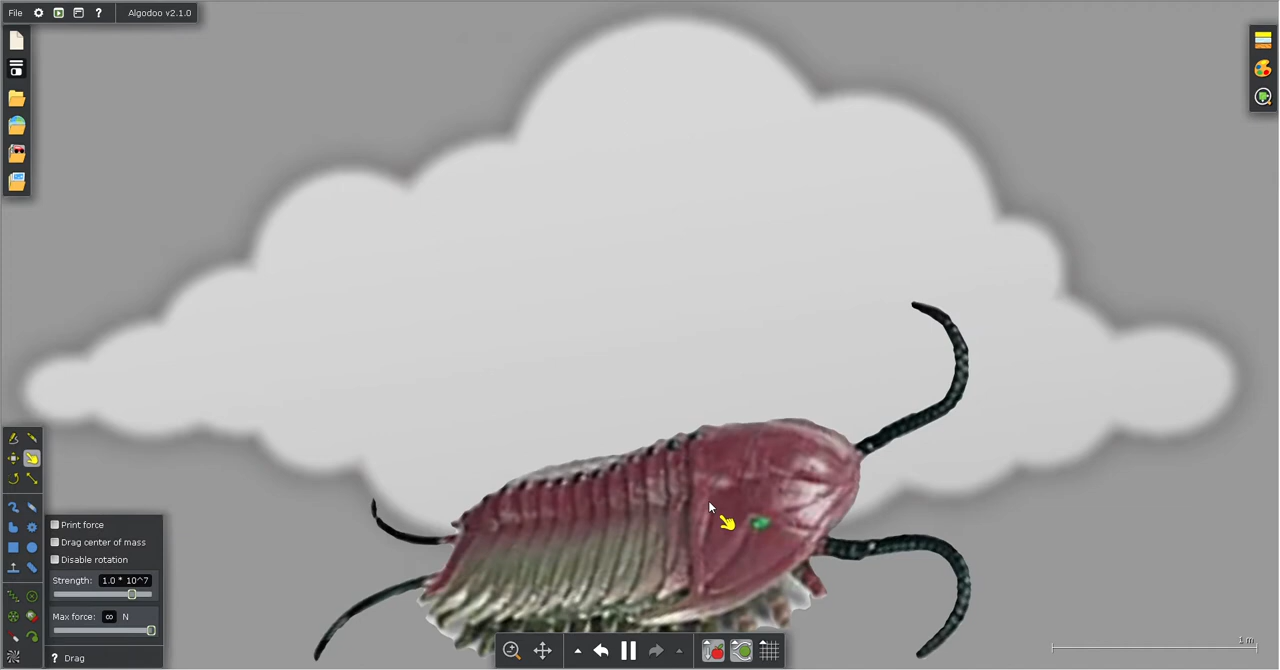 File ? Algodoo v2.1.0
Print force
Drag center of mass
Disable rotation
Strength: 1.0 * 10^7
Max force: ∞ N
? Drag
1 m